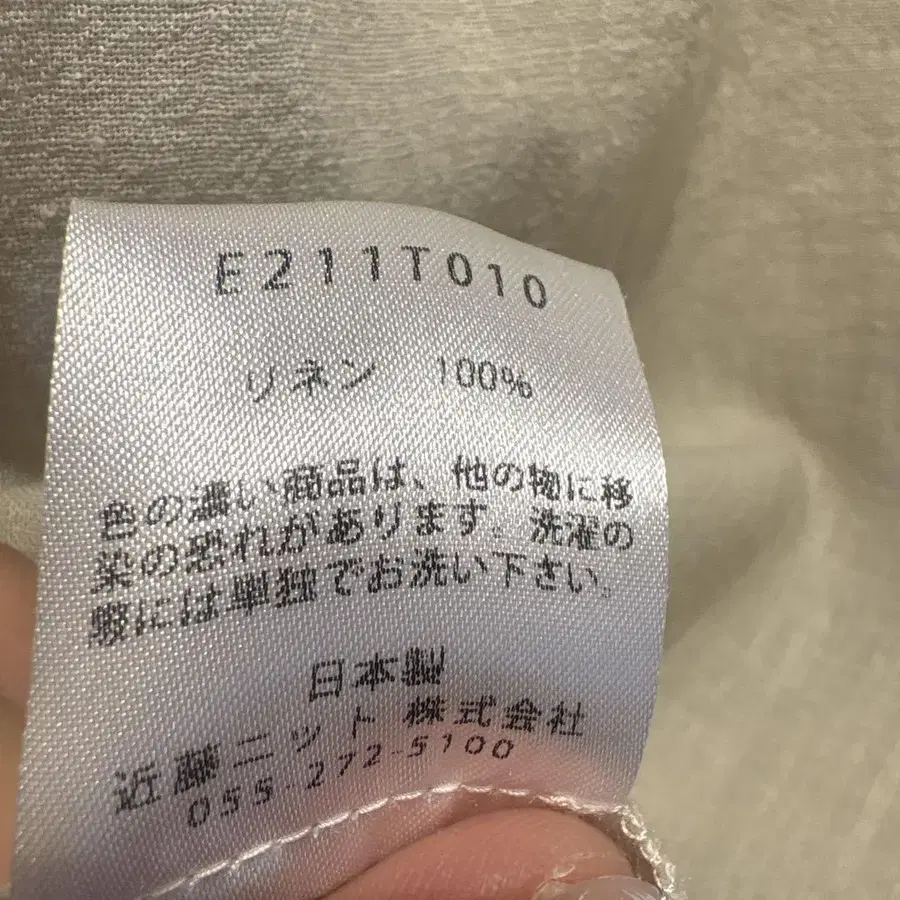 E211T010
リネン 100%
色の濃い商品は、他の物に移
染の恐れがあります。洗濯の
際には単独でお洗い下さい。
日本製
近藤ニット株式会社
055-272-5100